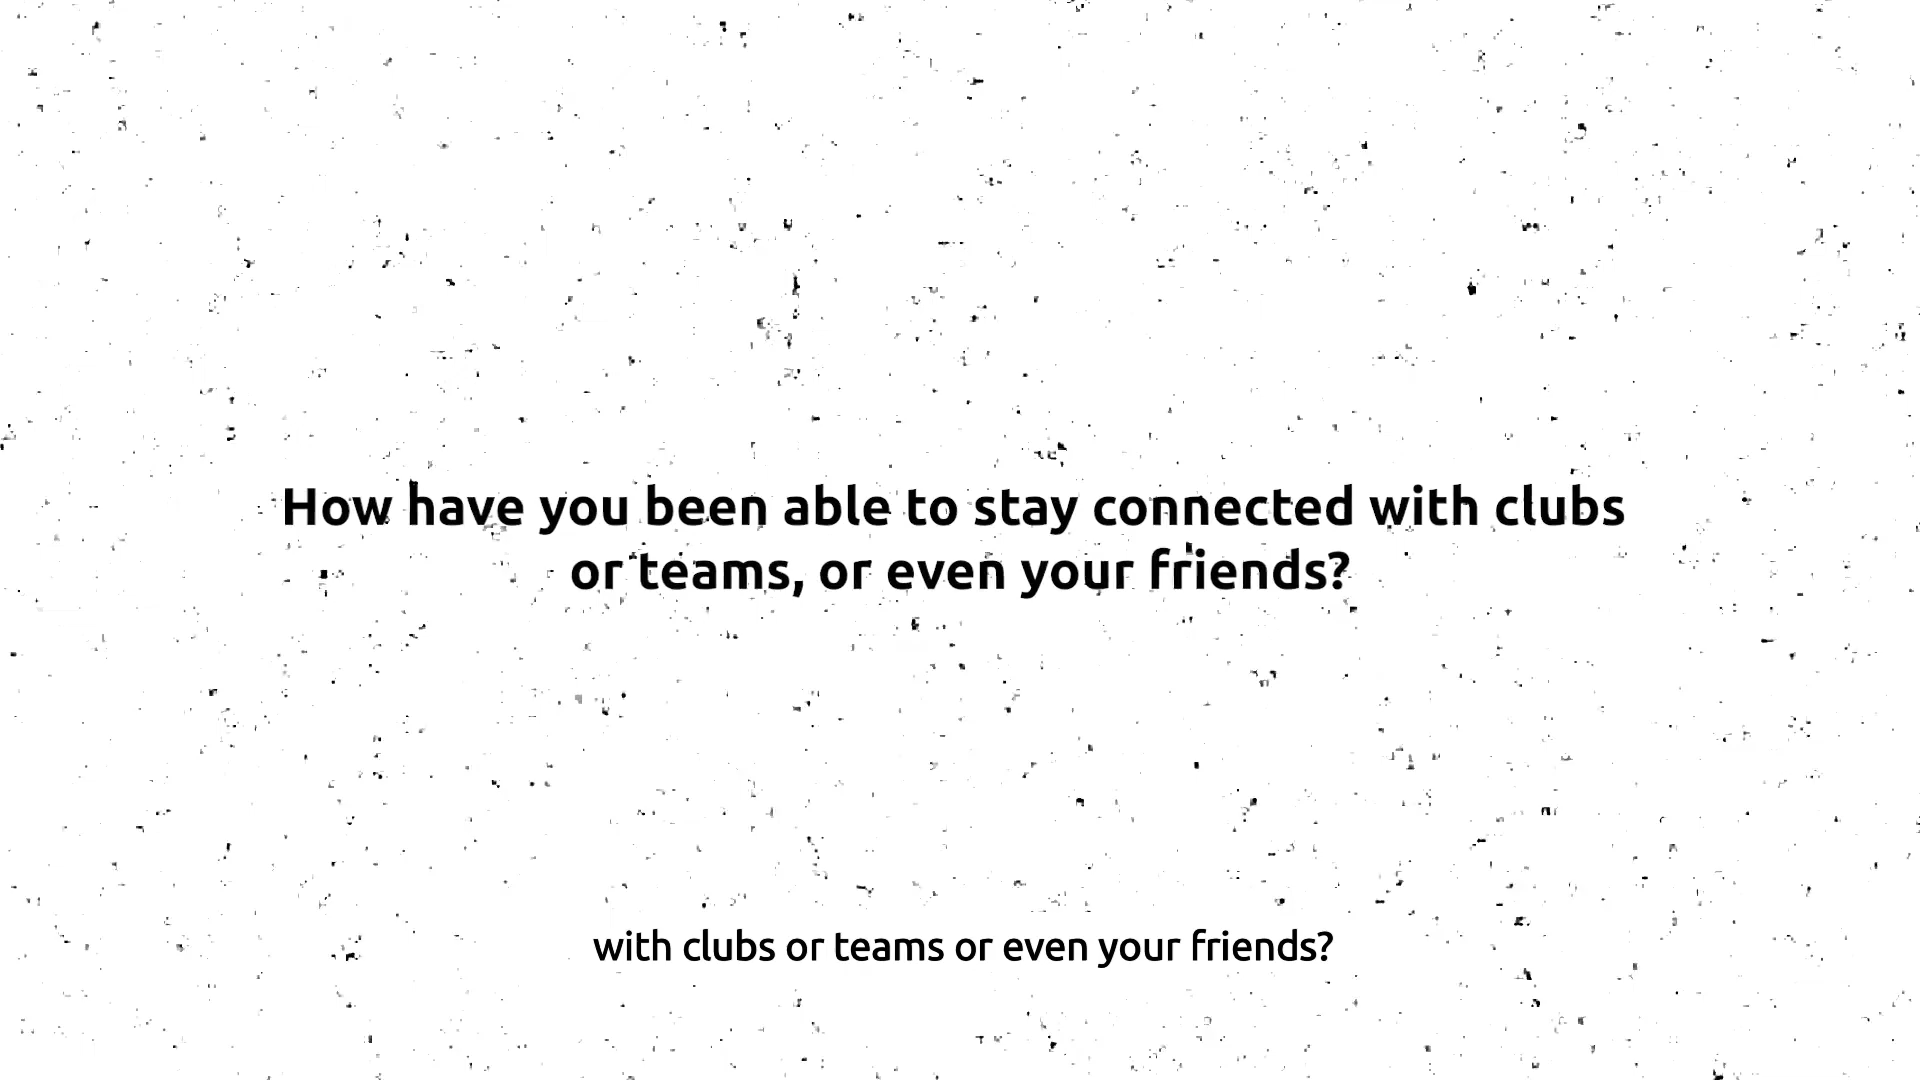 How have you been able to stay connected with clubs
or teams, or even your friends?
with clubs or teams or even your friends?